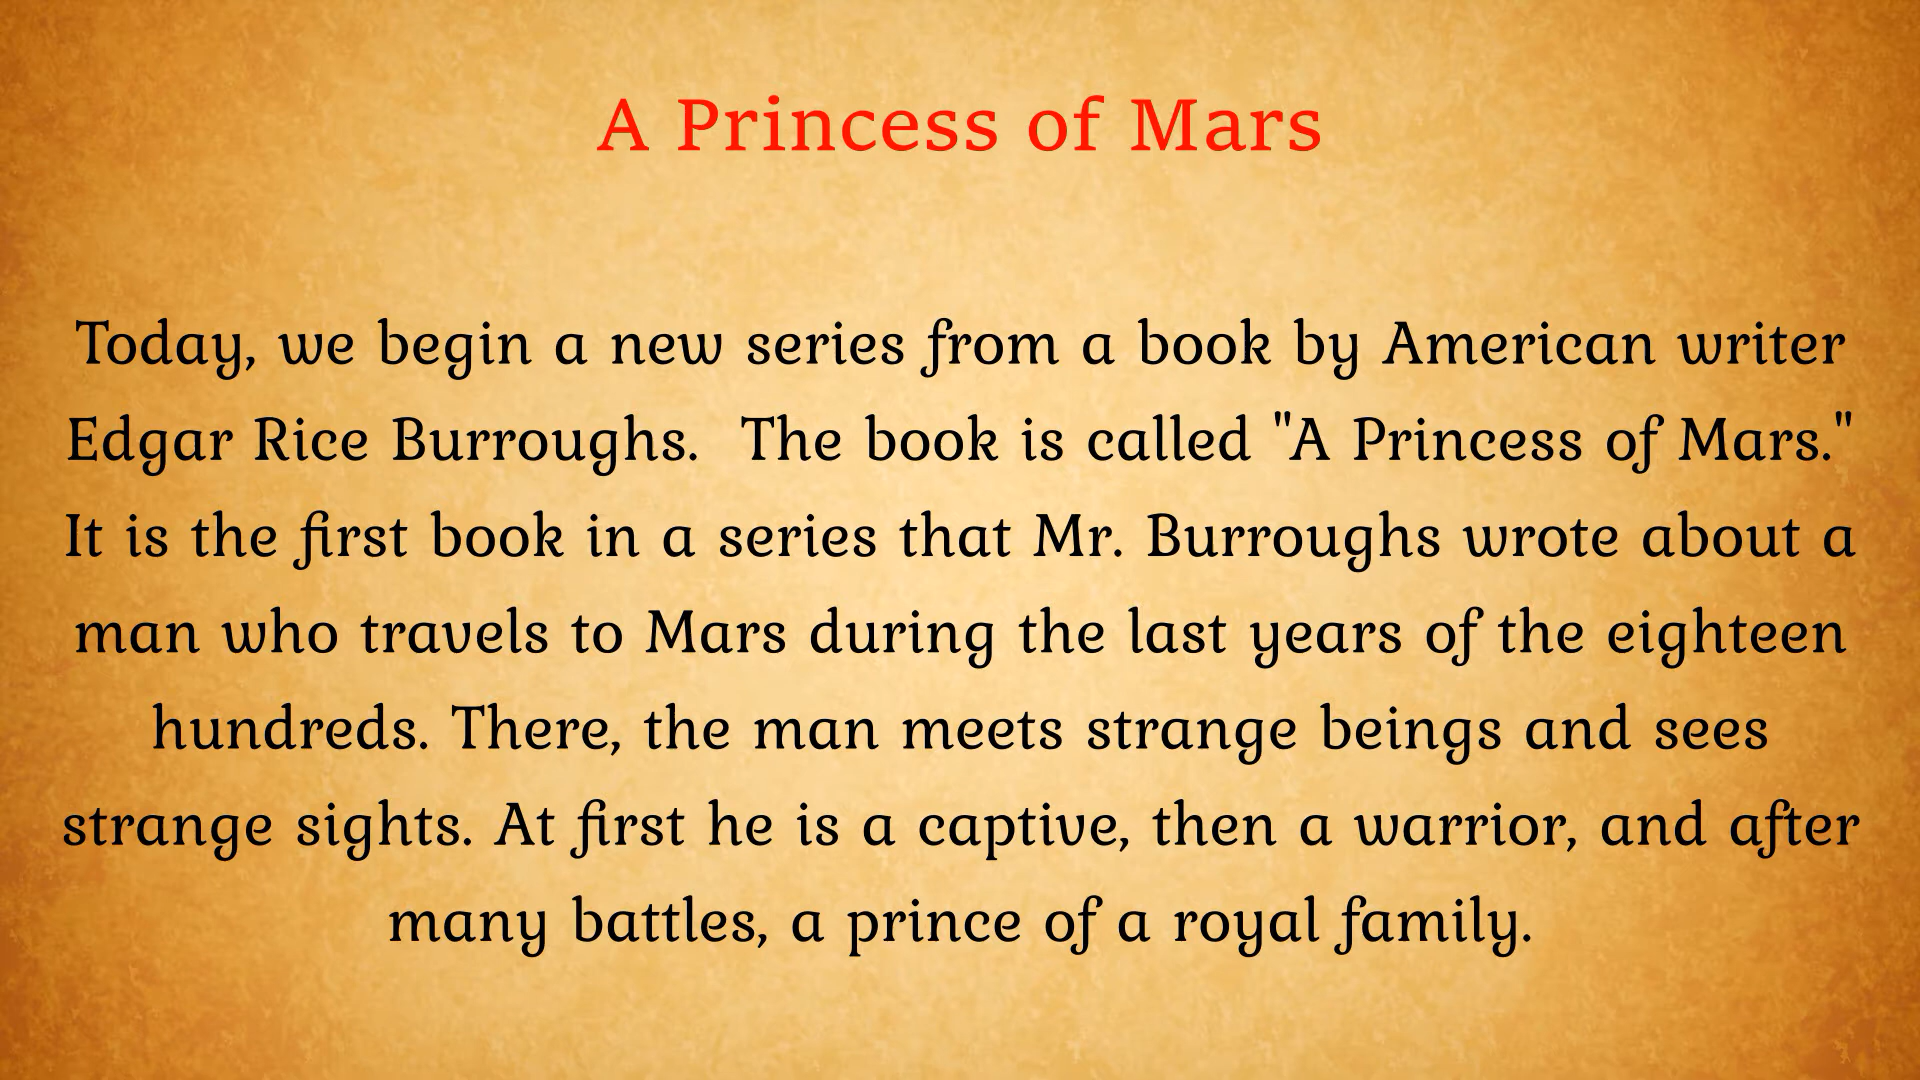 A Princess of Mars
Today, we begin a new series from a book by American writer
Edgar Rice Burroughs.  The book is called "A Princess of Mars."
It is the first book in a series that Mr. Burroughs wrote about a
man who travels to Mars during the last years of the eighteen
hundreds. There, the man meets strange beings and sees
strange sights. At first he is a captive, then a warrior, and after
many battles, a prince of a royal family.